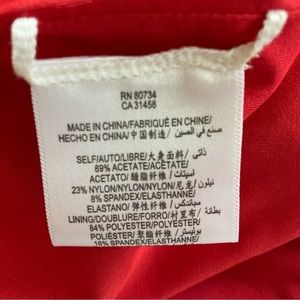 RN 80734
CA 31458
MADE IN CHINA/FABRIQUÉ EN CHINE/
HECHO EN CHINA/中国制造/ صنع في الصين
SELF/AUTO/LIBRE/大身面料/ ذاتي
69% ACETATE/ACETATE/
ACETATO/醋酯纤维/ أسيتات
23% NYLON/NYLON/NYLON/尼龙/ نيلون
8% SPANDEX/ELASTHANNE/
ELASTANO/弹性纤维/ سباندكس
LINING/DOUBLURE/FORRO/衬里布/ بطانة
84% POLYESTER/POLYESTER/
POLIÉSTER/聚酯纤维/ بوليستر
16% SPANDEX/ELASTHANNE/